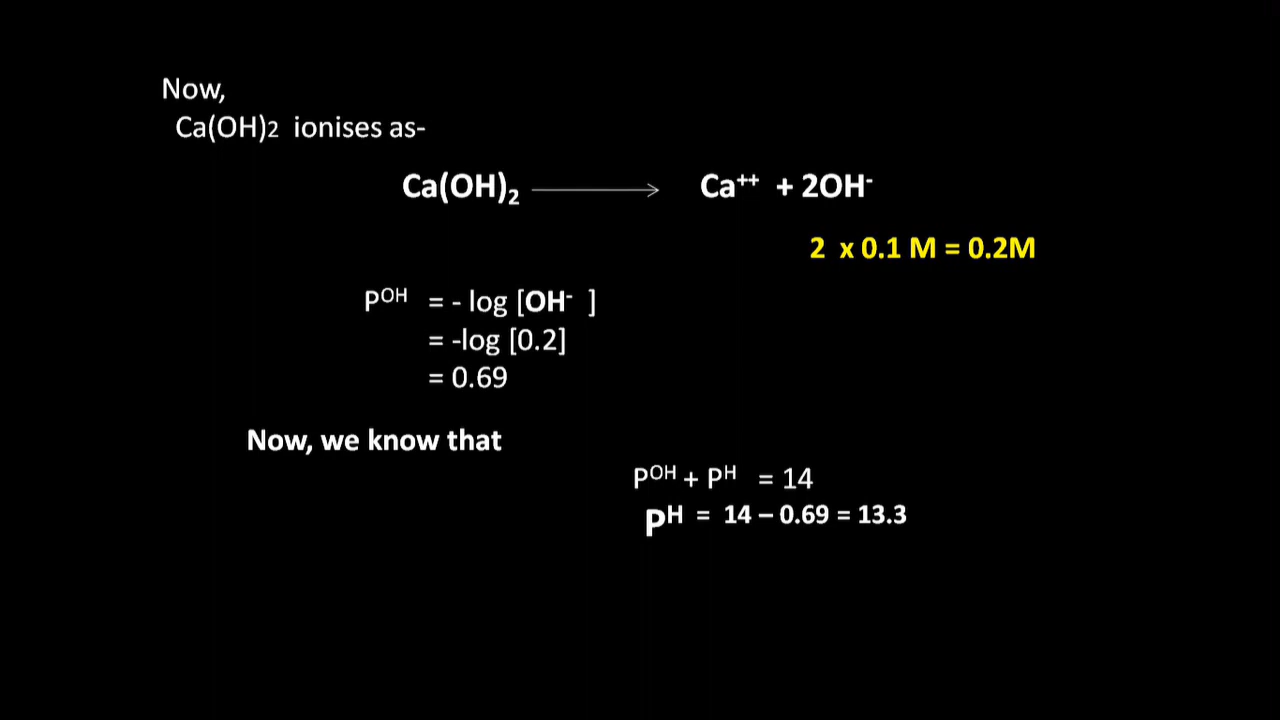 Now,
Ca(OH)2 ionises as-
Ca(OH)₂ ⟶ Ca⁺⁺ + 2OH⁻
2 x 0.1 M = 0.2M
Pᴼᴴ = - log [OH⁻ ]
= -log [0.2]
= 0.69
Now, we know that
Pᴼᴴ + Pᴴ = 14
Pᴴ = 14 – 0.69 = 13.3